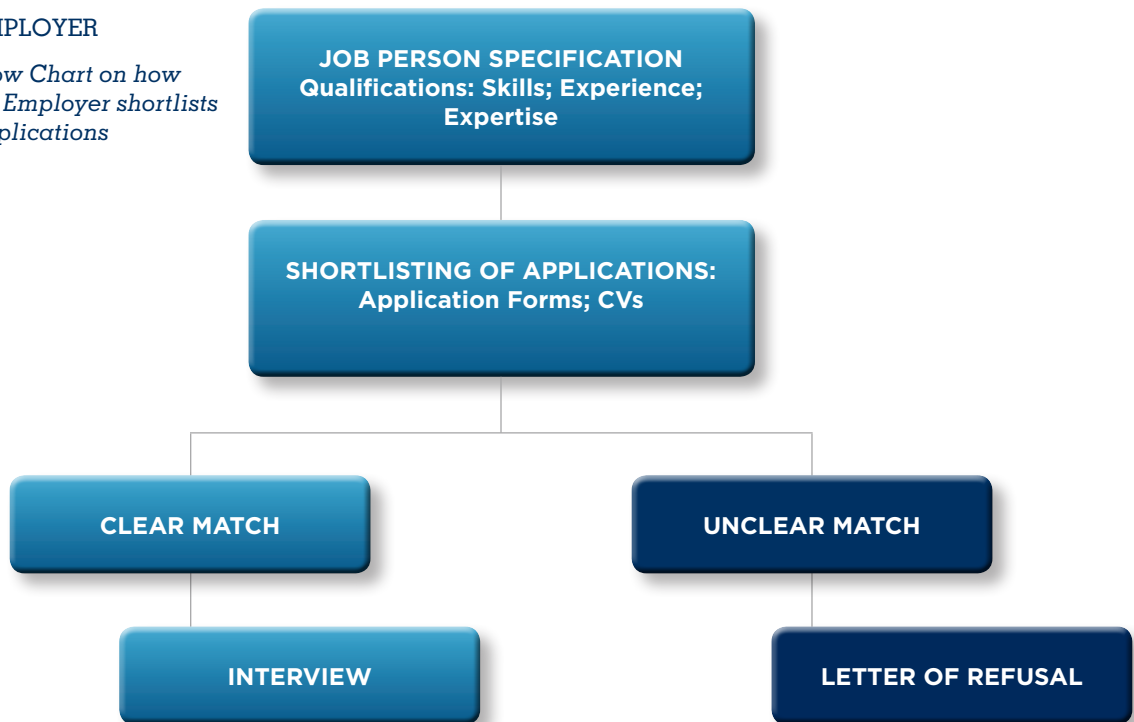 MPLOYER
ow Chart on how
Employer shortlists
plications
JOB PERSON SPECIFICATION
Qualifications: Skills; Experience;
Expertise
SHORTLISTING OF APPLICATIONS:
Application Forms; CVs
CLEAR MATCH
UNCLEAR MATCH
INTERVIEW
LETTER OF REFUSAL